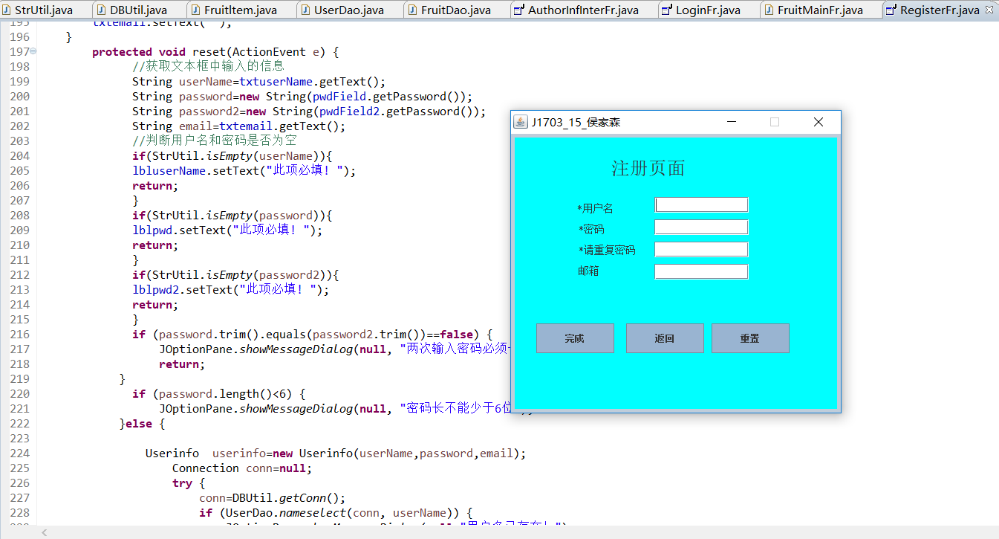 StrUtil.java DBUtil.java FruitItem.java UserDao.java FruitDao.java AuthorInfInterFr.java LoginFr.java FruitMainFr.java RegisterFr.java
195 txtemail.setText(" ");
196 }
197 protected void reset(ActionEvent e) {
198 //获取文本框中输入的信息
199 String userName=txtuserName.getText();
200 String password=new String(pwdField.getPassword());
201 String password2=new String(pwdField2.getPassword());
202 String email=txtemail.getText();
203 //判断用户名和密码是否为空
204 if(StrUtil.isEmpty(userName)){
205 lbluserName.setText("此项必填! ");
206 return;
207 }
208 if(StrUtil.isEmpty(password)){
209 lblpwd.setText("此项必填! ");
210 return;
211 }
212 if(StrUtil.isEmpty(password2)){
213 lblpwd2.setText("此项必填! ");
214 return;
215 }
216 if (password.trim().equals(password2.trim())==false) {
217 JOptionPane.showMessageDialog(null, "两次输入密码必须
218 return;
219 }
220 if (password.length()<6) {
221 JOptionPane.showMessageDialog(null, "密码长不能少于6位
222 }else {
223
224 Userinfo userinfo=new Userinfo(userName,password,email);
225 Connection conn=null;
226 try {
227 conn=DBUtil.getConn();
228 if (UserDao.nameselect(conn, userName)) {
J1703_15_侯家森
注册页面
*用户名
*密码
*请重复密码
邮箱
完成 返回 重置